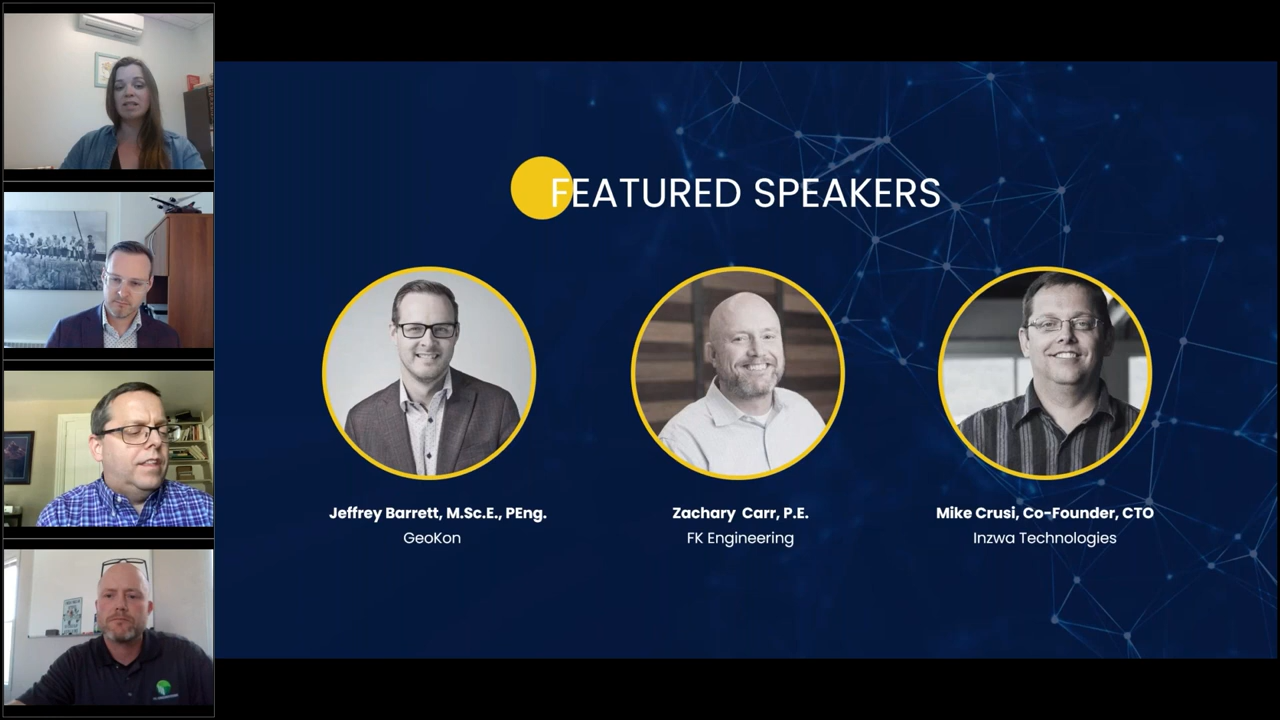 FEATURED SPEAKERS
Jeffrey Barrett, M.Sc.E., PEng.
GeoKon
Zachary Carr, P.E.
FK Engineering
Mike Crusi, Co-Founder, CTO
Inzwa Technologies